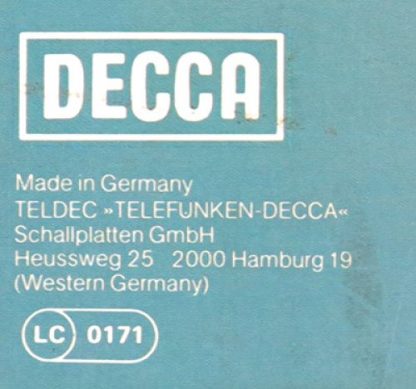 DECCA
Made in Germany
TELDEC »TELEFUNKEN-DECCA«
Schallplatten GmbH
Heussweg 25 2000 Hamburg 19
(Western Germany)
LC 0171